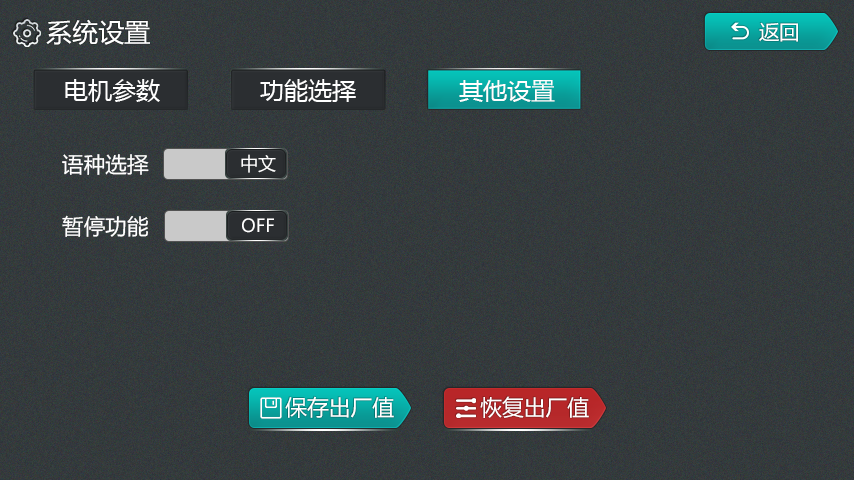 系统设置
返回
电机参数
功能选择
其他设置
语种选择
中文
暂停功能
OFF
保存出厂值
恢复出厂值